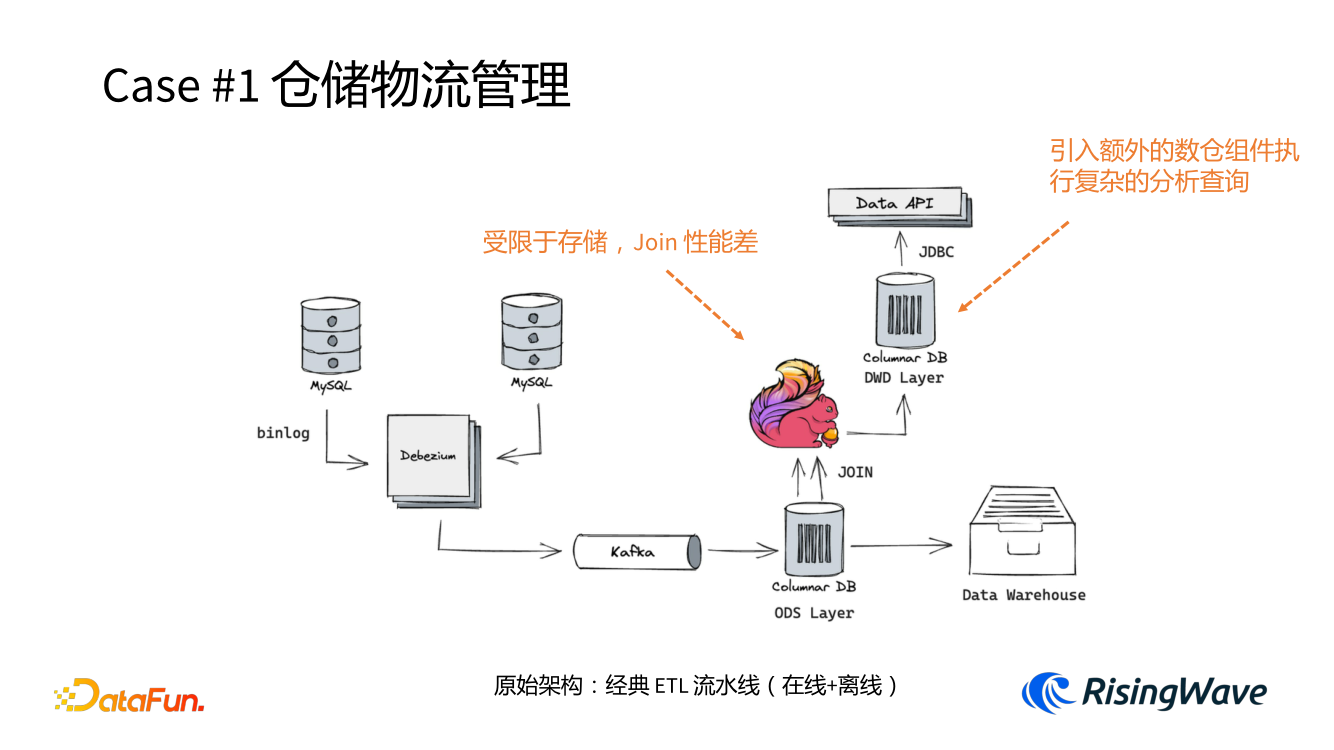 Case #1 仓储物流管理
引入额外的数仓组件执
行复杂的分析查询
Data API
受限于存储，Join 性能差
JDBC
MySQL
MySQL
Columnar DB
DWD Layer
binlog
Debezium
JOIN
Kafka
Columnar DB
ODS Layer
Data Warehouse
原始架构：经典 ETL 流水线（在线+离线）
DataFun.
RisingWave